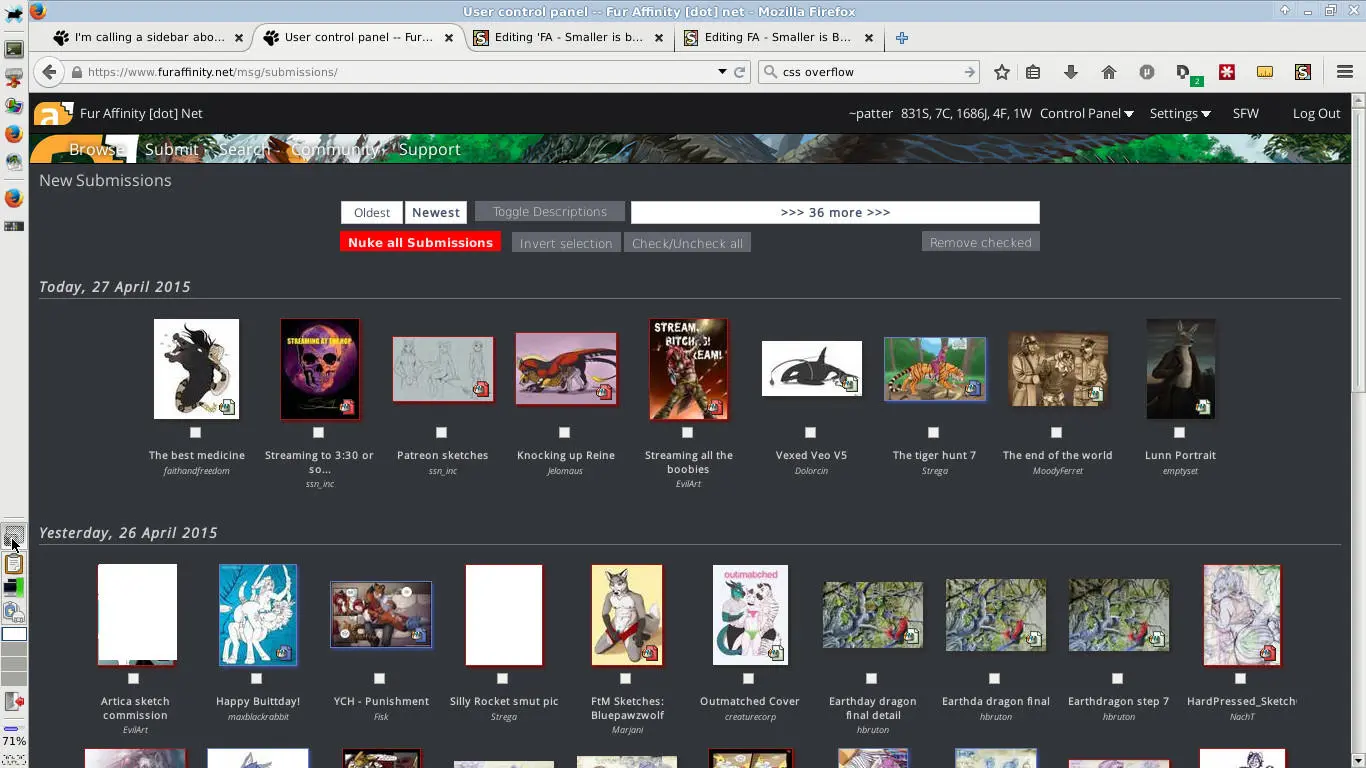 User control panel -- Fur Affinity [dot] net - Mozilla Firefox
I'm calling a sidebar abo...
User control panel -- Fur...
Editing 'FA - Smaller is b...
Editing FA - Smaller is B...
https://www.furaffinity.net/msg/submissions/
css overflow
2
Fur Affinity [dot] Net
~patter 831S, 7C, 1686J, 4F, 1W Control Panel Settings SFW Log Out
Browse Submit Search Community Support
New Submissions
Oldest Newest Toggle Descriptions >>> 36 more >>>
Nuke all Submissions Invert selection Check/Uncheck all Remove checked
Today, 27 April 2015
STREAMING AT THE HOP
STREAM,
BITCHES!
The best medicine
faithandfreedom
Streaming to 3:30 or
so...
ssn_inc
Patreon sketches
ssn_inc
Knocking up Reine
Jelomaus
Streaming all the
boobies
EvilArt
Vexed Veo V5
Dolorcin
The tiger hunt 7
Strega
The end of the world
MoodyFerret
Lunn Portrait
emptyset
Yesterday, 26 April 2015
outmatched
Artica sketch
commission
EvilArt
Happy Buittday!
maxblackrabbit
YCH - Punishment
Fisk
Silly Rocket smut pic
Strega
FtM Sketches:
Bluepawzwolf
Marjani
Outmatched Cover
creaturecorp
Earthday dragon
final detail
hbruton
Earthda dragon final
hbruton
Earthdragon step 7
hbruton
HardPressed_Sketch
NachT
71%